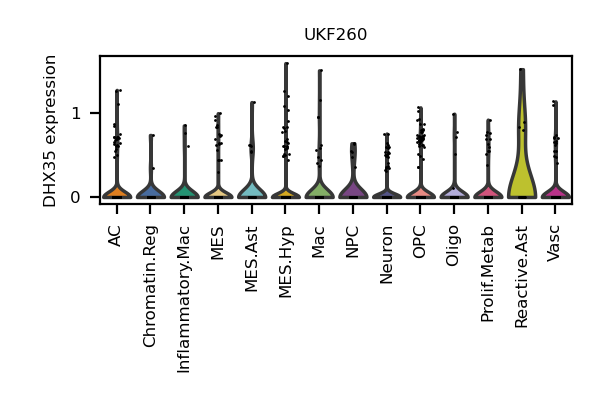 UKF260
DHX35 expression
1
0
AC
Chromatin.Reg
Inflammatory.Mac
MES
MES.Ast
MES.Hyp
Mac
NPC
Neuron
OPC
Oligo
Prolif.Metab
Reactive.Ast
Vasc